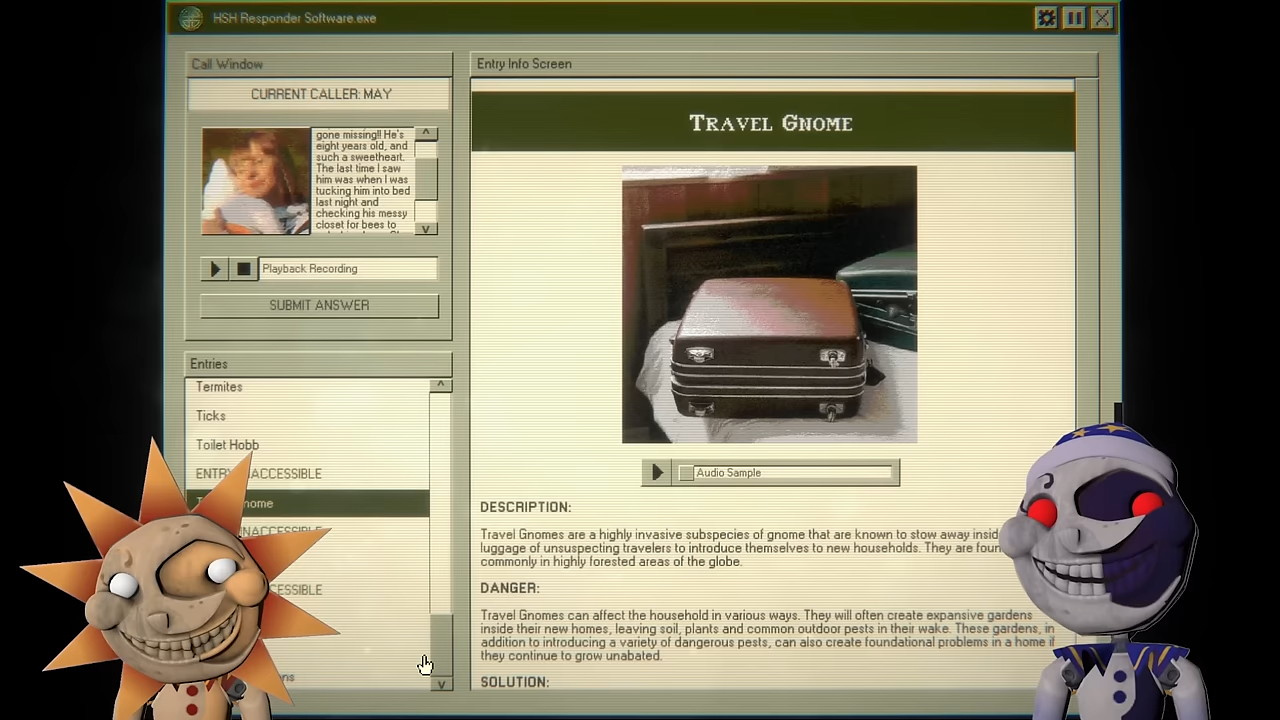 HSH Responder Software.exe
Call Window
CURRENT CALLER: MAY
gone missing!! He's
eight years old, and
such a sweetheart.
The last time I saw
him was when I was
tucking him into bed
last night and
checking his messy
closet for bees to
Playback Recording
SUBMIT ANSWER
Entries
Termites
Ticks
Toilet Hobb
ENTRY INACCESSIBLE
Entry Info Screen
TRAVEL GNOME
Audio Sample
DESCRIPTION:
Travel Gnomes are a highly invasive subspecies of gnome that are known to stow away
luggage of unsuspecting travelers to introduce themselves to new households. They are
commonly in highly forested areas of the globe.
DANGER:
Travel Gnomes can affect the household in various ways. They will often create expansive gardens
inside their new homes, leaving soil, plants and common outdoor pests in their wake. These gardens, in
addition to introducing a variety of dangerous pests, can also create foundational problems in a home if
they continue to grow unabated.
SOLUTION: